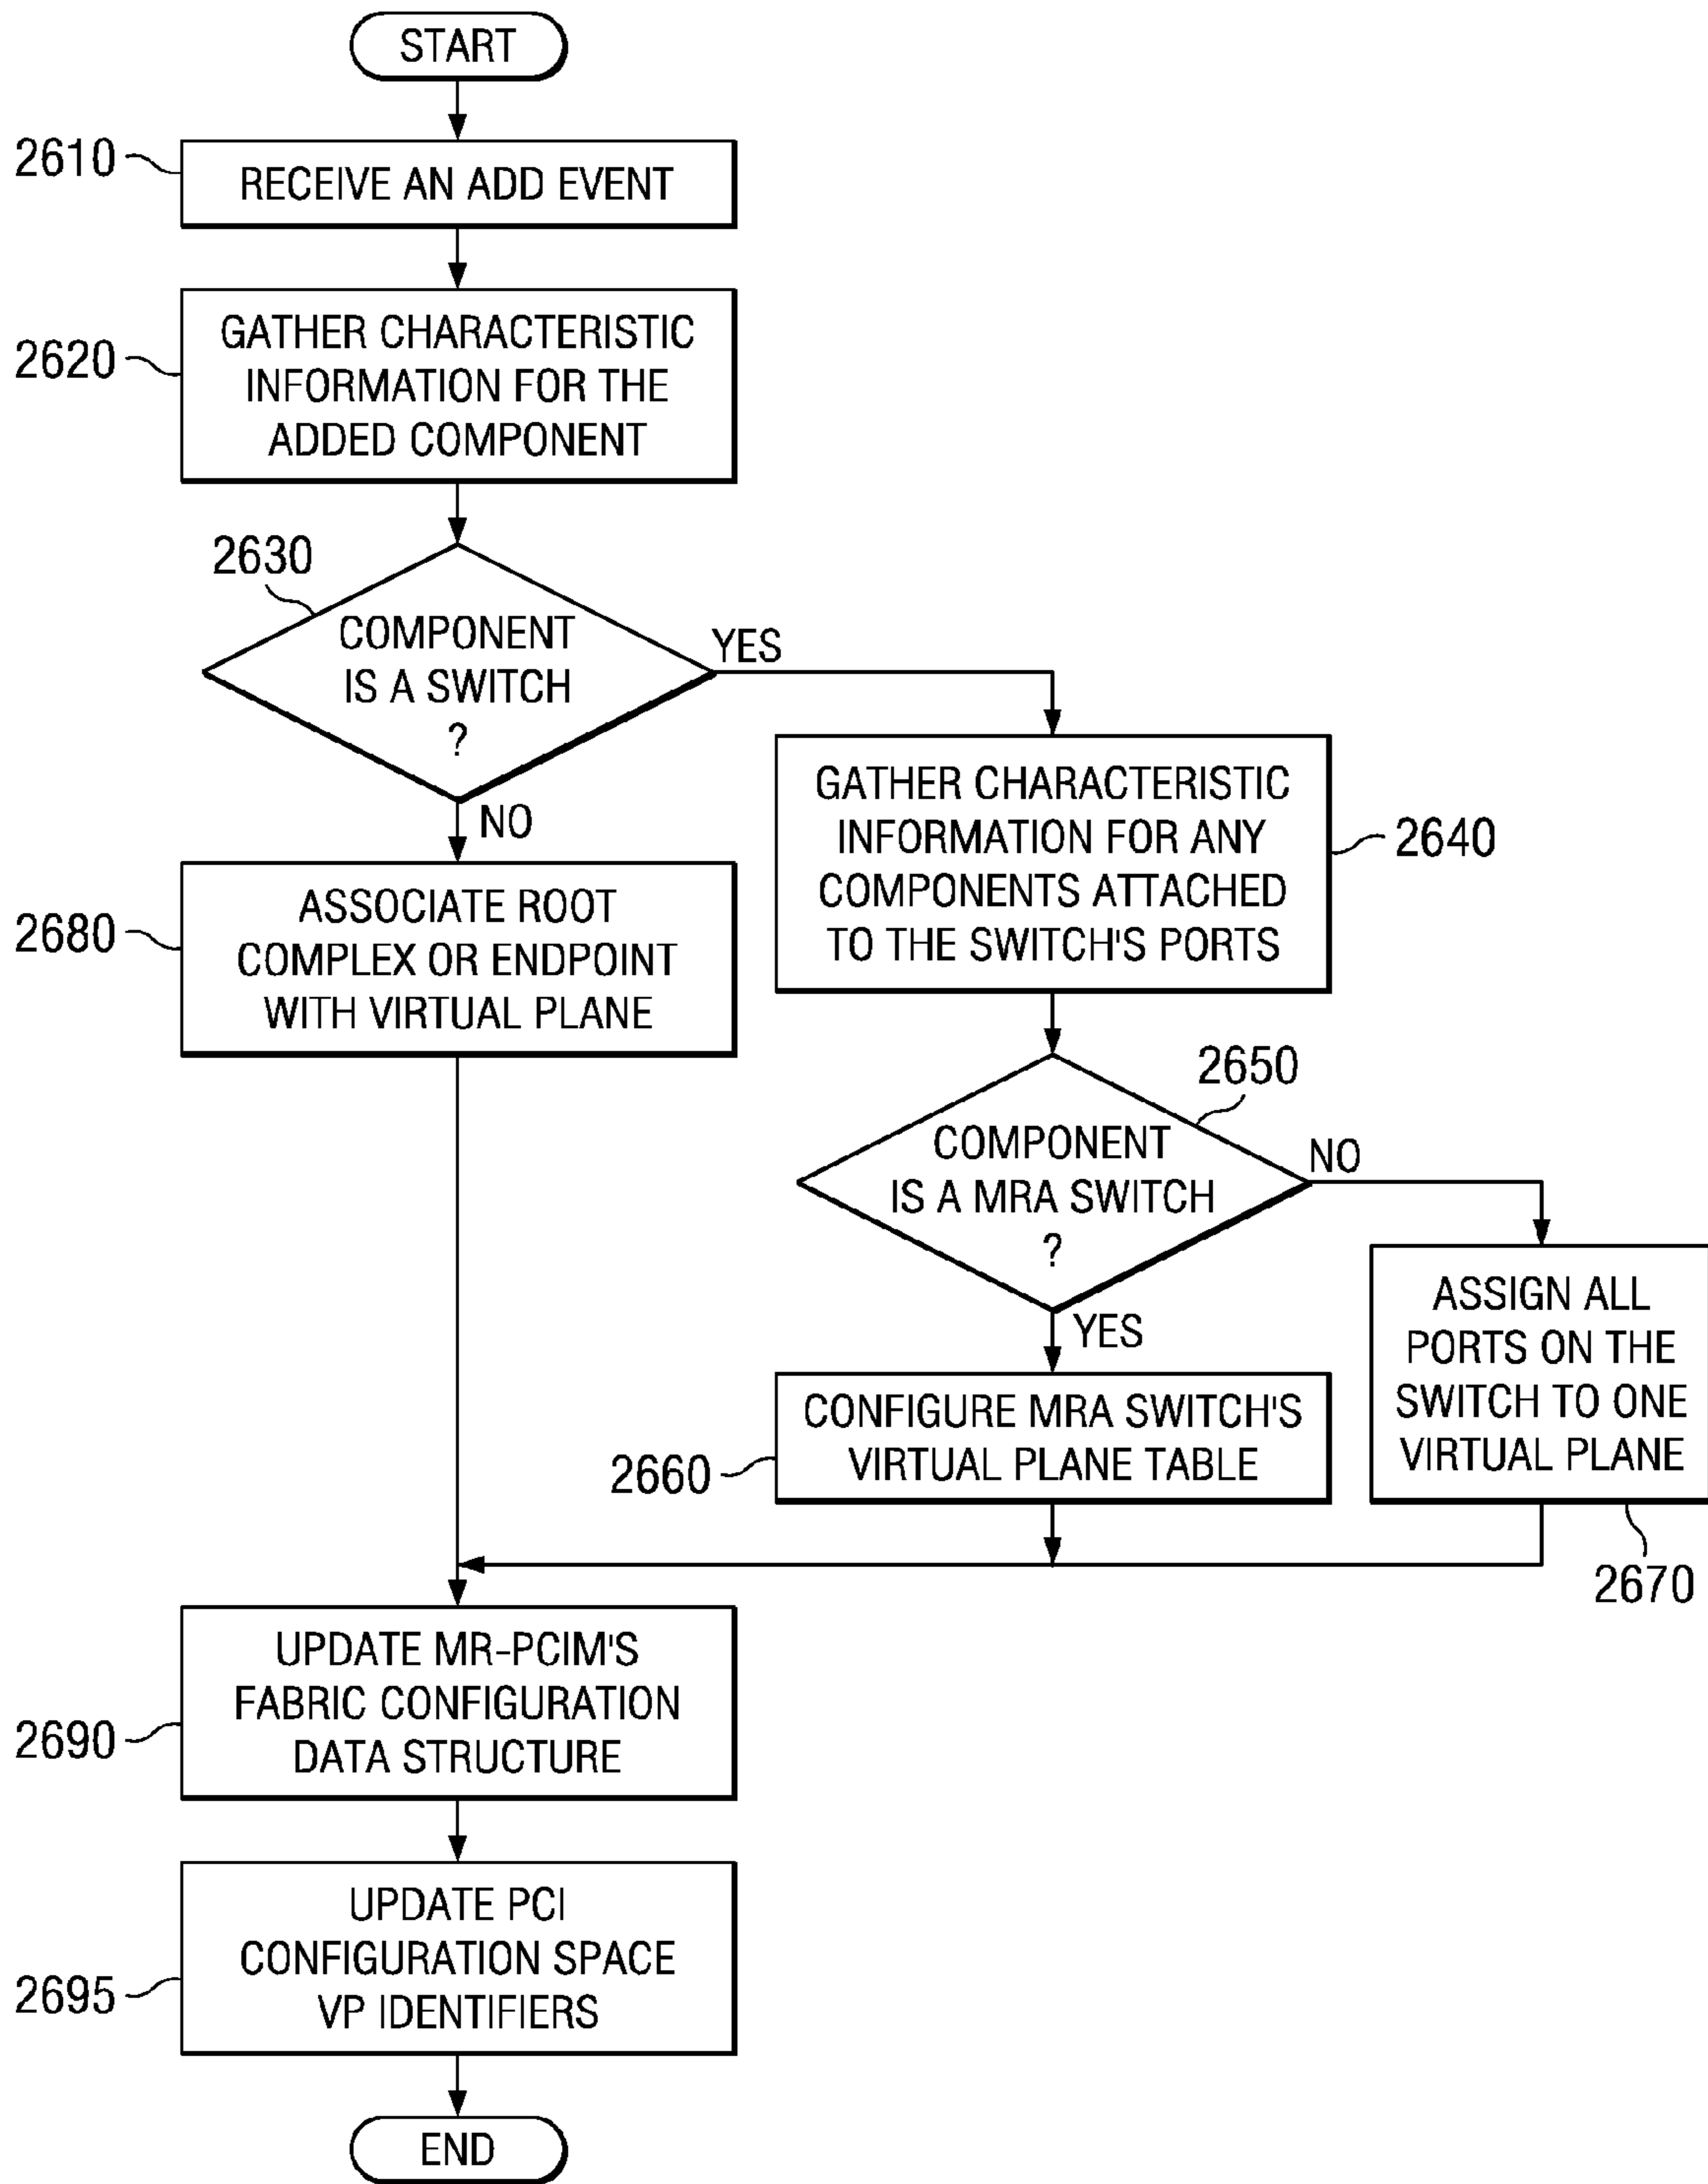 START
2610
RECEIVE AN ADD EVENT
2620
GATHER CHARACTERISTIC
INFORMATION FOR THE
ADDED COMPONENT
2630
COMPONENT
IS A SWITCH
?
YES
NO
2640
GATHER CHARACTERISTIC
INFORMATION FOR ANY
COMPONENTS ATTACHED
TO THE SWITCH'S PORTS
2680
ASSOCIATE ROOT
COMPLEX OR ENDPOINT
WITH VIRTUAL PLANE
2650
COMPONENT
IS A MRA SWITCH
?
NO
YES
2660
CONFIGURE MRA SWITCH'S
VIRTUAL PLANE TABLE
ASSIGN ALL
PORTS ON THE
SWITCH TO ONE
VIRTUAL PLANE
2670
2690
UPDATE MR-PCIM'S
FABRIC CONFIGURATION
DATA STRUCTURE
2695
UPDATE PCI
CONFIGURATION SPACE
VP IDENTIFIERS
END